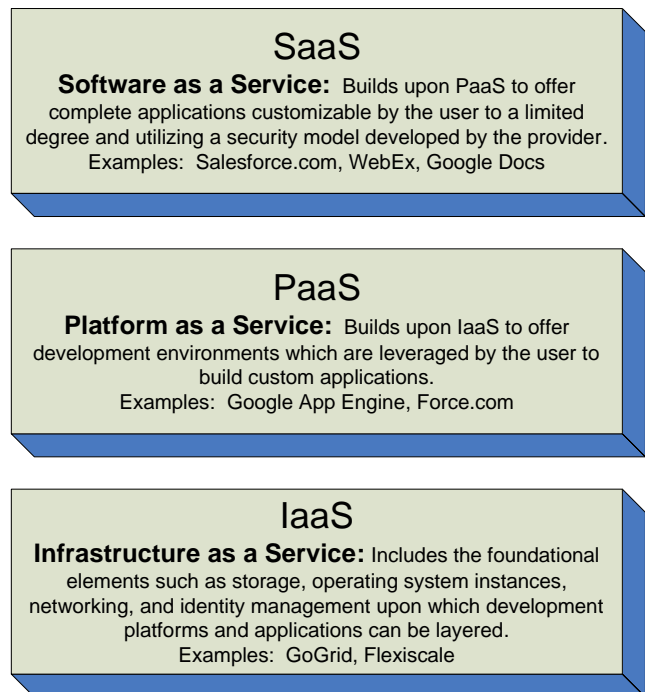 SaaS
Software as a Service: Builds upon PaaS to offer
complete applications customizable by the user to a limited
degree and utilizing a security model developed by the provider.
Examples: Salesforce.com, WebEx, Google Docs
PaaS
Platform as a Service: Builds upon IaaS to offer
development environments which are leveraged by the user to
build custom applications.
Examples: Google App Engine, Force.com
IaaS
Infrastructure as a Service: Includes the foundational
elements such as storage, operating system instances,
networking, and identity management upon which development
platforms and applications can be layered.
Examples: GoGrid, Flexiscale